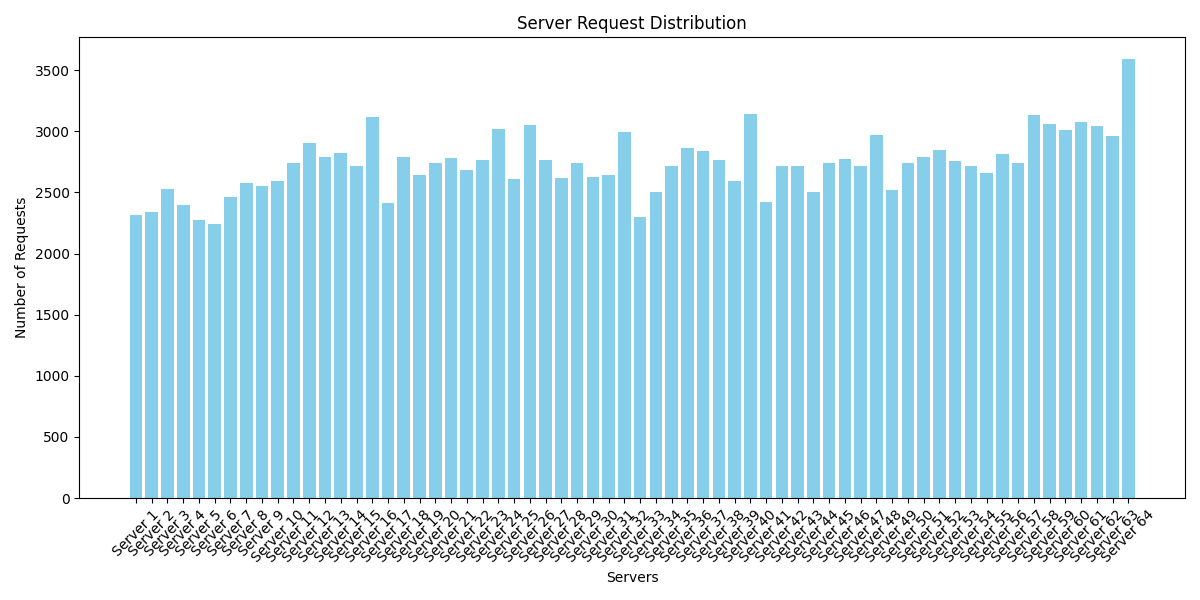 Server Request Distribution
Number of Requests
3500
3000
2500
2000
1500
1000
500
0
Server 1
Server 2
Server 3
Server 4
Server 5
Server 6
Server 7
Server 8
Server 9
Server 10
Server 11
Server 12
Server 13
Server 14
Server 15
Server 16
Server 17
Server 18
Server 19
Server 20
Server 21
Server 22
Server 23
Server 24
Server 25
Server 26
Server 27
Server 28
Server 29
Server 30
Server 31
Server 32
Server 33
Server 34
Server 35
Server 36
Server 37
Server 38
Server 39
Server 40
Server 41
Server 42
Server 43
Server 44
Server 45
Server 46
Server 47
Server 48
Server 49
Server 50
Server 51
Server 52
Server 53
Server 54
Server 55
Server 56
Server 57
Server 58
Server 59
Server 60
Server 61
Server 62
Server 63
Server 64
Servers